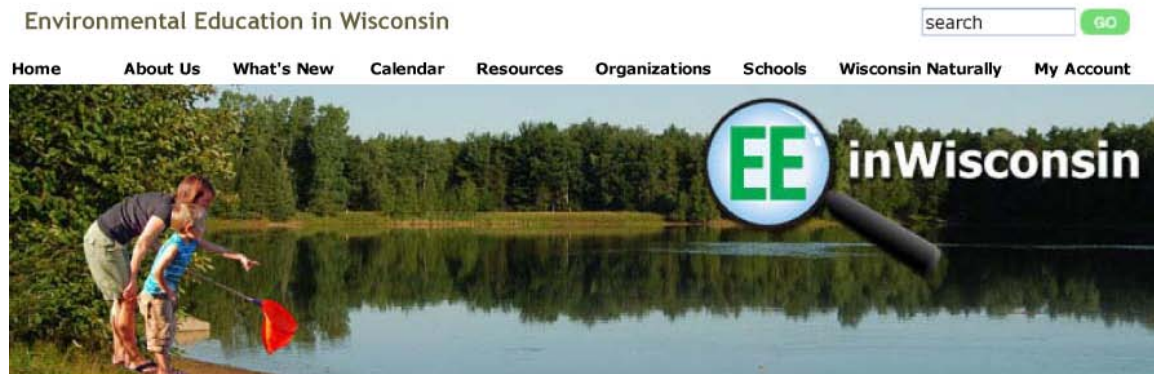 Environmental Education in Wisconsin
search GO
Home About Us What's New Calendar Resources Organizations Schools Wisconsin Naturally My Account
EE inWisconsin